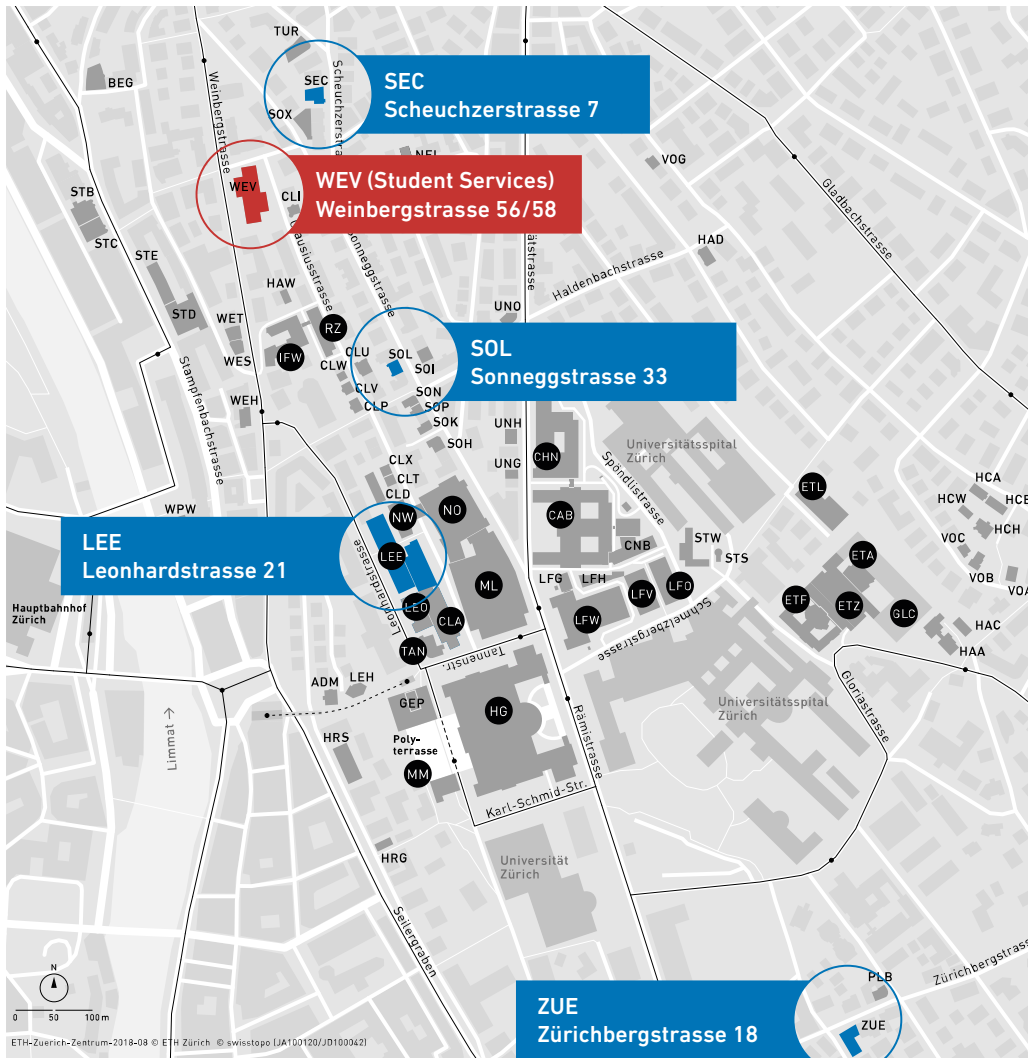 TUR
BEG
SEC
SOX
Weinbergstrasse
Scheuchzerstrass
SEC
Scheuchzerstrasse 7
VOG
Gladbachstrasse
WEV
CLI
WEV (Student Services)
Weinbergstrasse 56/58
STB
STC
STE
STD
HAW
WET
WES
WEH
Sonneggstrasse
HAD
Haldenbachstrasse
UNO
RZ
IFW
CLU
CLW
CLV
CLP
SOL
SOI
SON
SOP
SOK
SOH
SOL
Sonneggstrasse 33
Stampfenbachstrasse
UNH
UNG
CHN
Universitätsspital
Zürich
Spöndlistrasse
ETL
HCA
HCW
HCH
VOC
VOB
VOA
CLX
CLT
CLD
NW
NO
CAB
CNB
STW
STS
WPW
LEE
Leonhardstrasse 21
LEE
Leonhardstrasse
ML
LEO
CLA
LFG
LFH
LFW
LFV
LFO
Schmelzbergstrasse
ETA
ETF
ETZ
GLC
HAC
HAA
Hauptbahnhof
Zürich
TAN
Tannenstr.
ADM
LEH
GEP
HG
Universitätsspital
Zürich
Gloriastrasse
Limmat →
HRS
Poly-
terrasse
MM
Rämistrasse
Karl-Schmid-Str.
HRG
Universität
Zürich
Seilergraben
Zürichbergstrass
PLB
ZUE
ZUE
Zürichbergstrasse 18
N
0 50 100 m
ETH-Zuerich-Zentrum-2018-08 © ETH Zürich © swisstopo (JA100120/JD100042)